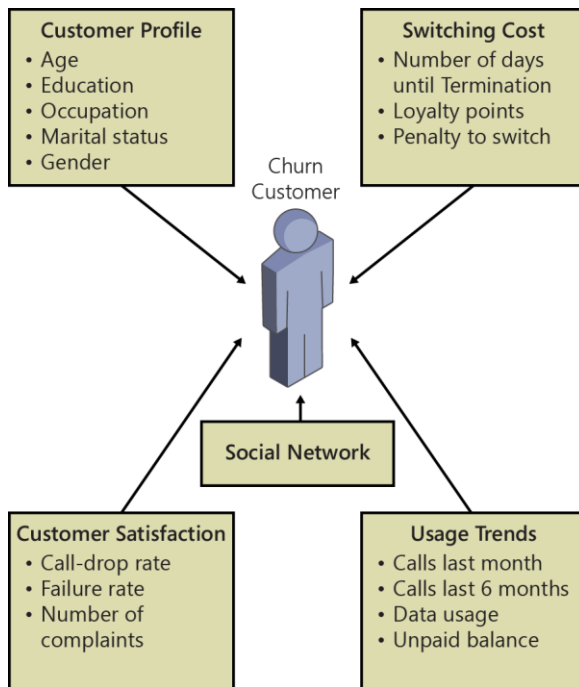 Customer Profile
• Age
• Education
• Occupation
• Marital status
• Gender
Switching Cost
• Number of days
until Termination
• Loyalty points
• Penalty to switch
Churn
Customer
Social Network
Customer Satisfaction
• Call-drop rate
• Failure rate
• Number of
complaints
Usage Trends
• Calls last month
• Calls last 6 months
• Data usage
• Unpaid balance